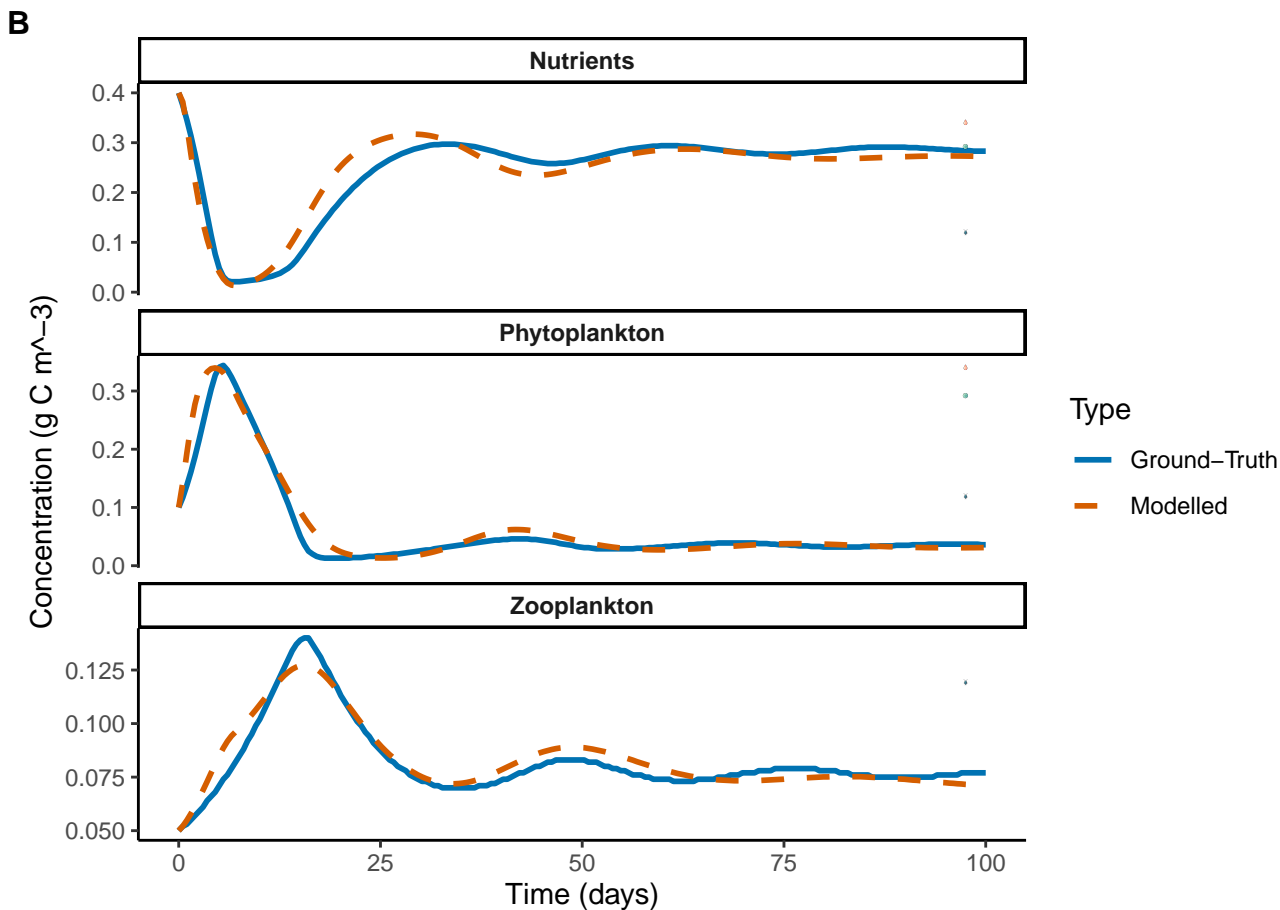 B
Nutrients
0.4
0.3
0.2
0.1
0.0
Phytoplankton
0.3
0.2
0.1
0.0
Zooplankton
0.125
0.100
0.075
0.050
0
25
50
75
100
Time (days)
Concentration (g C m^−3)
Type
Ground−Truth
Modelled